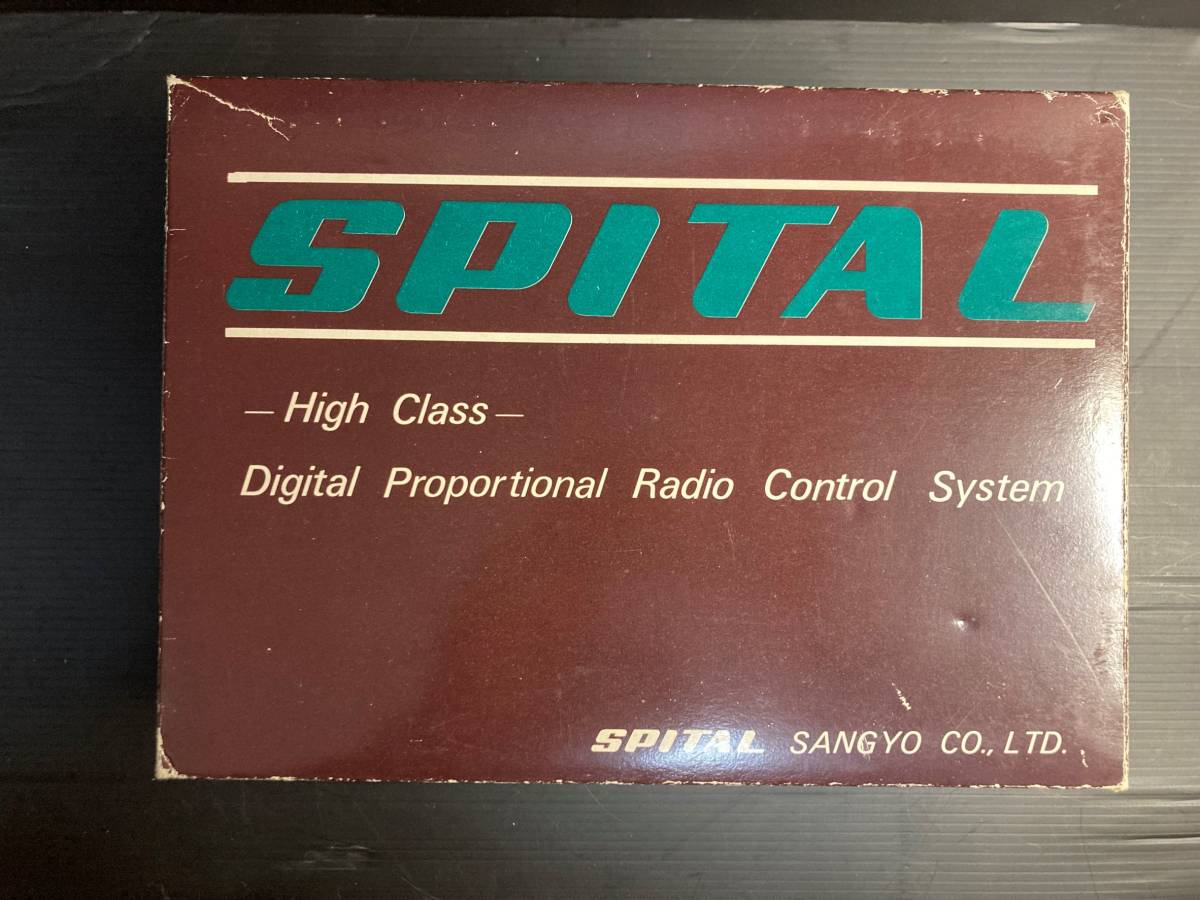 SPITAL
— High Class —
Digital Proportional Radio Control System
SPITAL SANGYO CO., LTD.